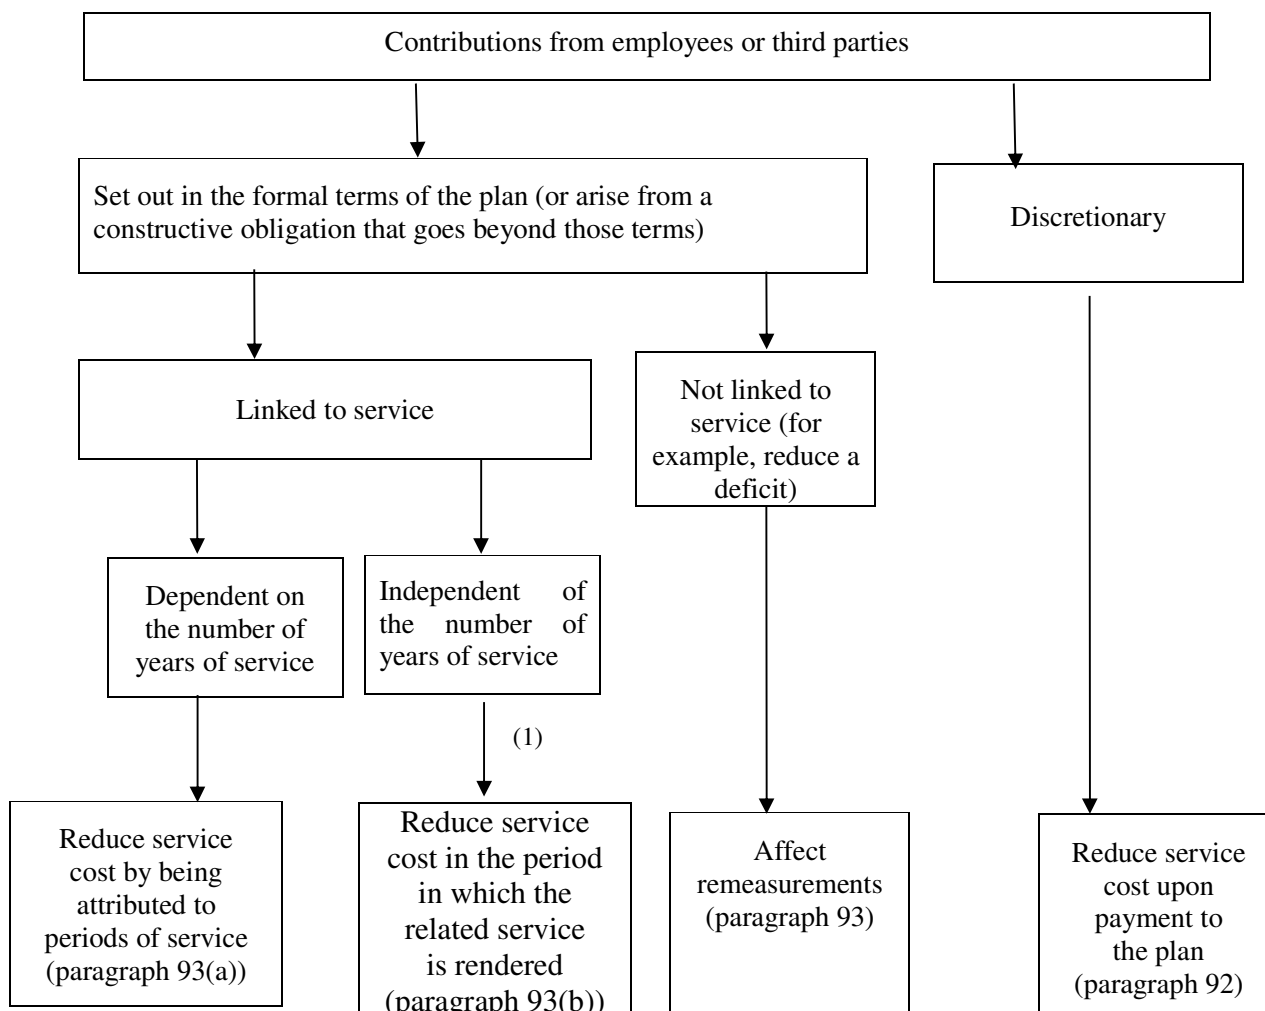 Contributions from employees or third parties
Set out in the formal terms of the plan (or arise from a
constructive obligation that goes beyond those terms)
Discretionary
Linked to service
Not linked to
service (for
example, reduce a
deficit)
Dependent on
the number of
years of service
Independent of
the number of
years of service
(1)
Reduce service
cost by being
attributed to
periods of service
(paragraph 93(a))
Reduce service
cost in the period
in which the
related service
is rendered
(paragraph 93(b))
Affect
remeasurements
(paragraph 93)
Reduce service
cost upon
payment to
the plan
(paragraph 92)